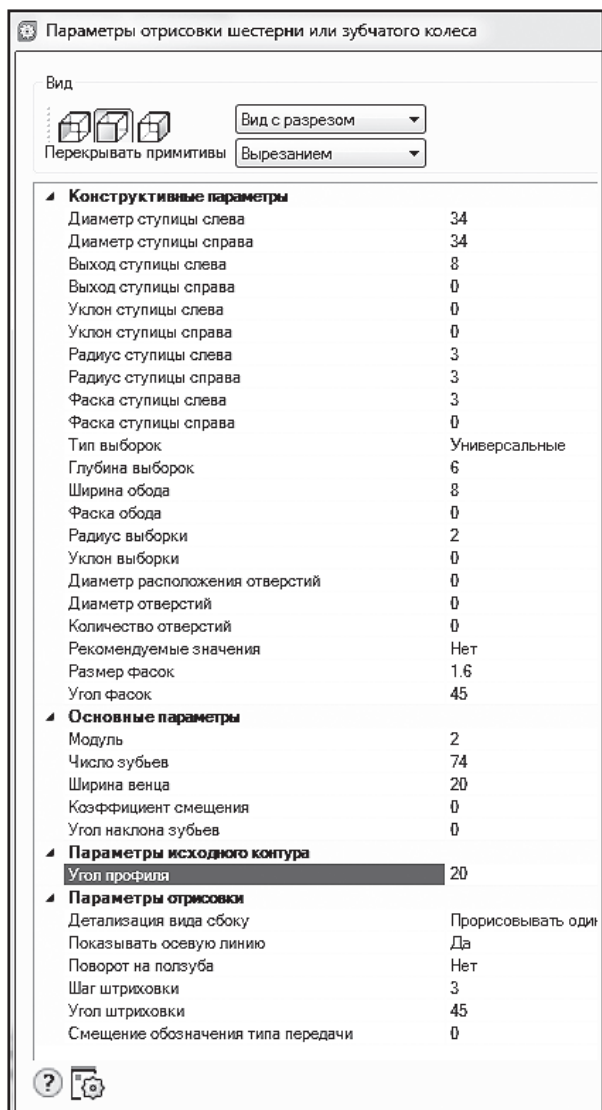 Параметры отрисовки шестерни или зубчатого колеса
Вид
Вид с разрезом
Перекрывать примитивы Вырезанием
Конструктивные параметры
Диаметр ступицы слева 34
Диаметр ступицы справа 34
Выход ступицы слева 8
Выход ступицы справа 0
Уклон ступицы слева 0
Уклон ступицы справа 0
Радиус ступицы слева 3
Радиус ступицы справа 3
Фаска ступицы слева 3
Фаска ступицы справа 0
Тип выборок Универсальные
Глубина выборок 6
Ширина обода 8
Фаска обода 0
Радиус выборки 2
Уклон выборки 0
Диаметр расположения отверстий 0
Диаметр отверстий 0
Количество отверстий 0
Рекомендуемые значения Нет
Размер фасок 1.6
Угол фасок 45
Основные параметры
Модуль 2
Число зубьев 74
Ширина венца 20
Коэффициент смещения 0
Угол наклона зубьев 0
Параметры исходного контура
Угол профиля 20
Параметры отрисовки
Детализация вида сбоку Прорисовывать один
Показывать осевую линию Да
Поворот на ползуба Нет
Шаг штриховки 3
Угол штриховки 45
Смещение обозначения типа передачи 0
?